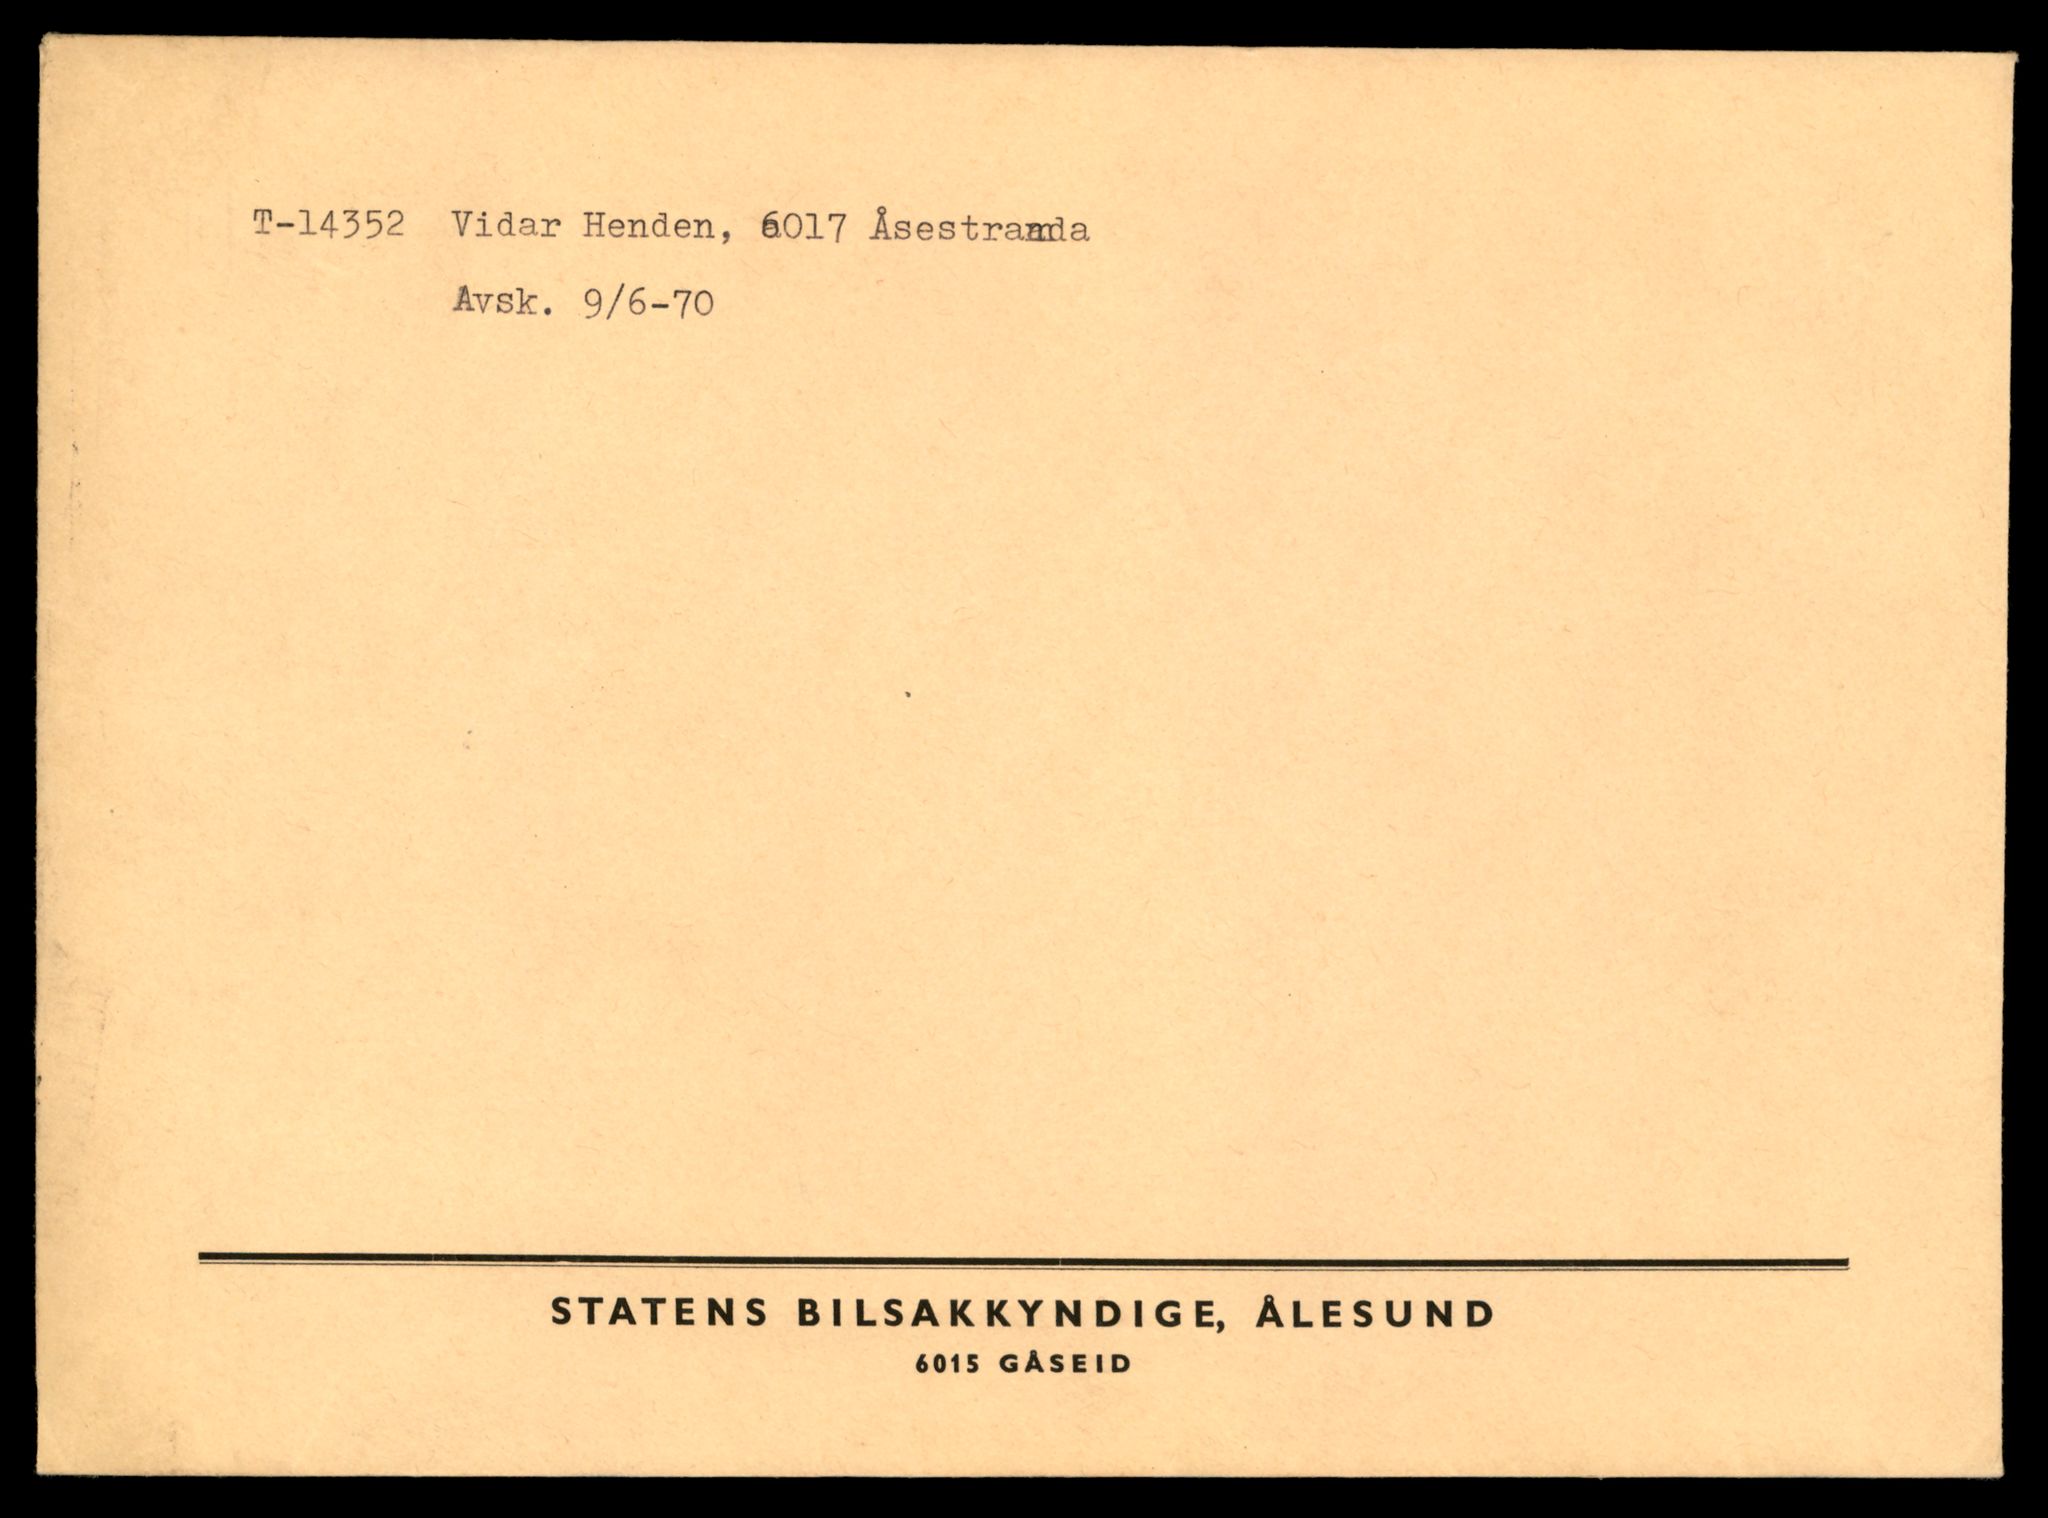 T-14352 Vidar Henden, 6017 Åsestranda
Avsk. 9/6-70
STATENS BILSAKKYNDIGE, ÅLESUND
6015 GÅSEID